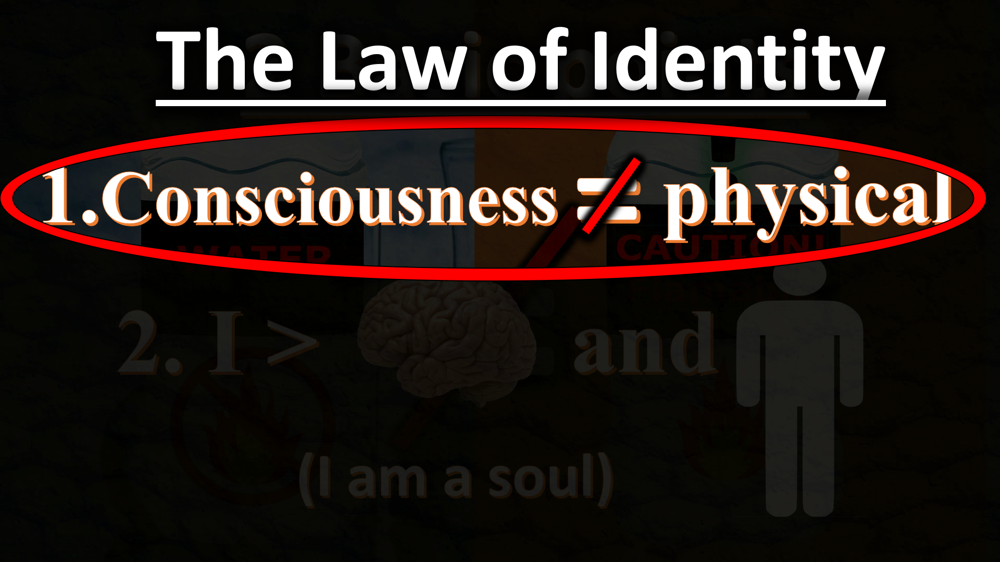 The Law of Identity
1.Consciousness ≠ physical
WATER
CAUTION!
2. I > and
(I am a soul)